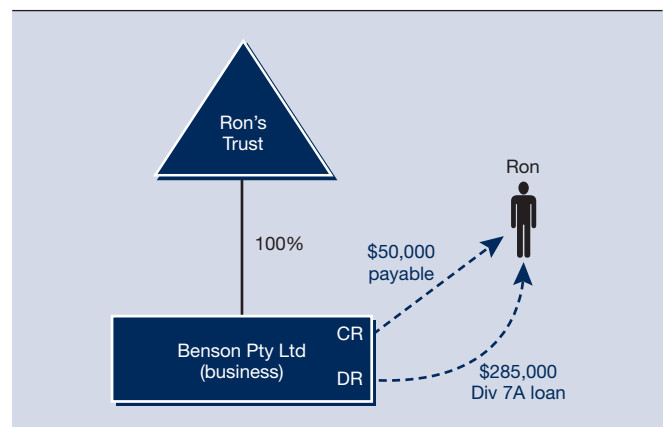 Ron's
Trust
Ron
100%
$50,000
payable
CR
Benson Pty Ltd
(business)
DR
$285,000
Div 7A loan